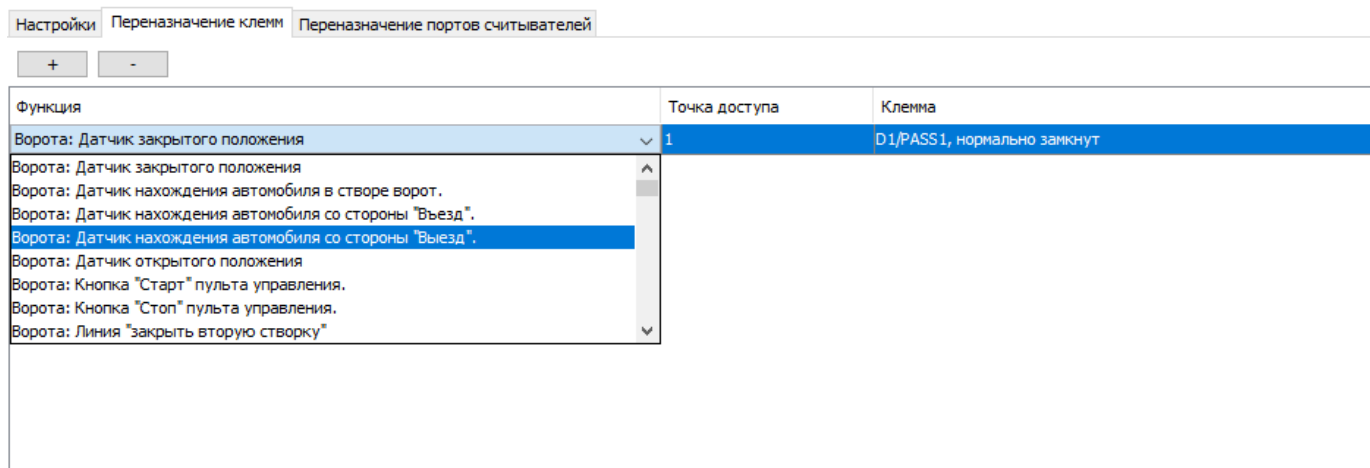 Настройки Переназначение клемм Переназначение портов считывателей
+ -
Функция Точка доступа Клемма
Ворота: Датчик закрытого положения 1 D1/PASS1, нормально замкнут
Ворота: Датчик закрытого положения
Ворота: Датчик нахождения автомобиля в створе ворот.
Ворота: Датчик нахождения автомобиля со стороны "Въезд".
Ворота: Датчик нахождения автомобиля со стороны "Выезд".
Ворота: Датчик открытого положения
Ворота: Кнопка "Старт" пульта управления.
Ворота: Кнопка "Стоп" пульта управления.
Ворота: Линия "закрыть вторую створку"